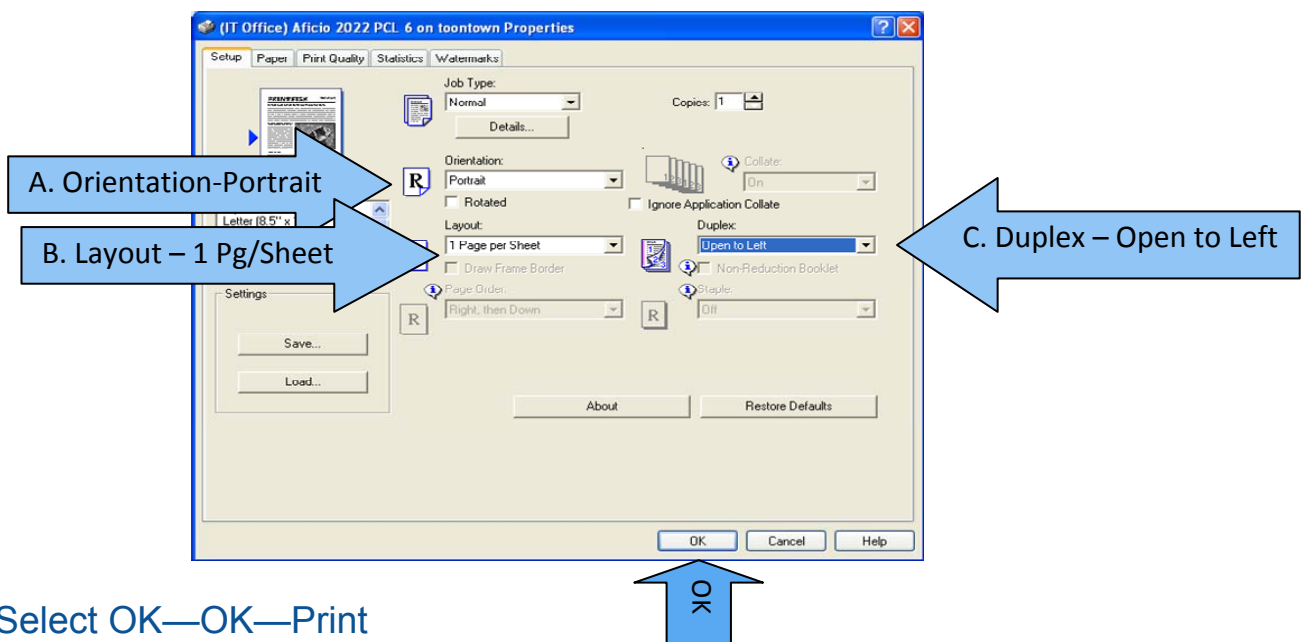 (IT Office) Aficio 2022 PCL 6 on toontown Properties
Setup Paper Print Quality Statistics Watermarks
Job Type:
Normal
Copies: 1
Details...
Orientation:
Portrait
Collate:
On
Rotated
Ignore Application Collate
A. Orientation-Portrait
Letter (8.5" x
Layout:
1 Page per Sheet
Duplex:
Open to Left
B. Layout – 1 Pg/Sheet
C. Duplex – Open to Left
Draw Frame Border
Non-Reduction Booklet
Settings
Page Order:
Right, then Down
Staple:
Off
R
R
R
Save...
Load...
About
Restore Defaults
OK Cancel Help
OK
Select OK—OK—Print